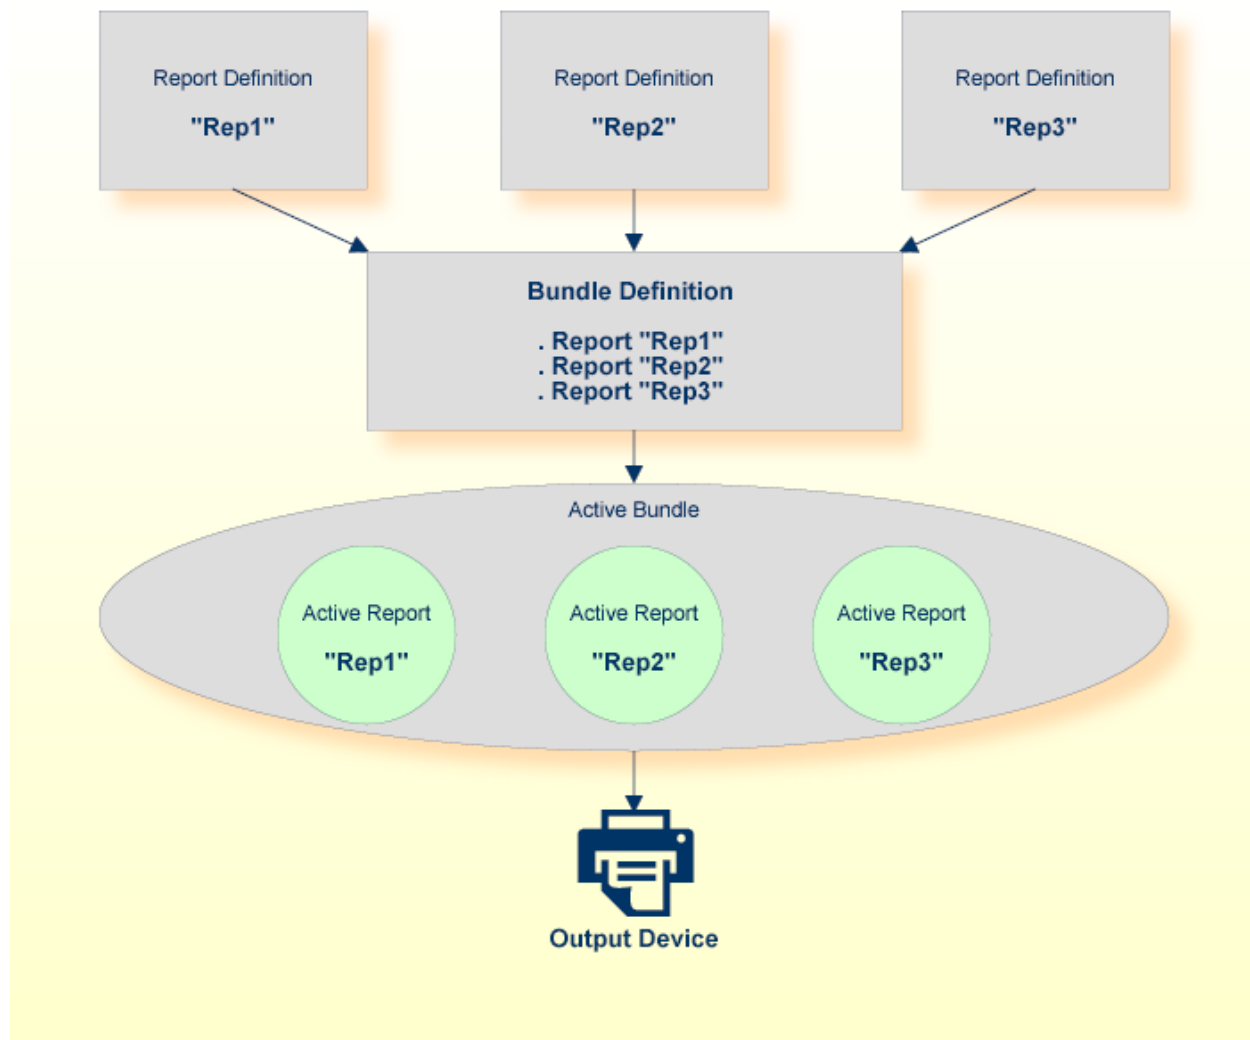 Report Definition
"Rep1"
Report Definition
"Rep2"
Report Definition
"Rep3"
Bundle Definition
. Report "Rep1"
. Report "Rep2"
. Report "Rep3"
Active Bundle
Active Report
"Rep1"
Active Report
"Rep2"
Active Report
"Rep3"
Output Device